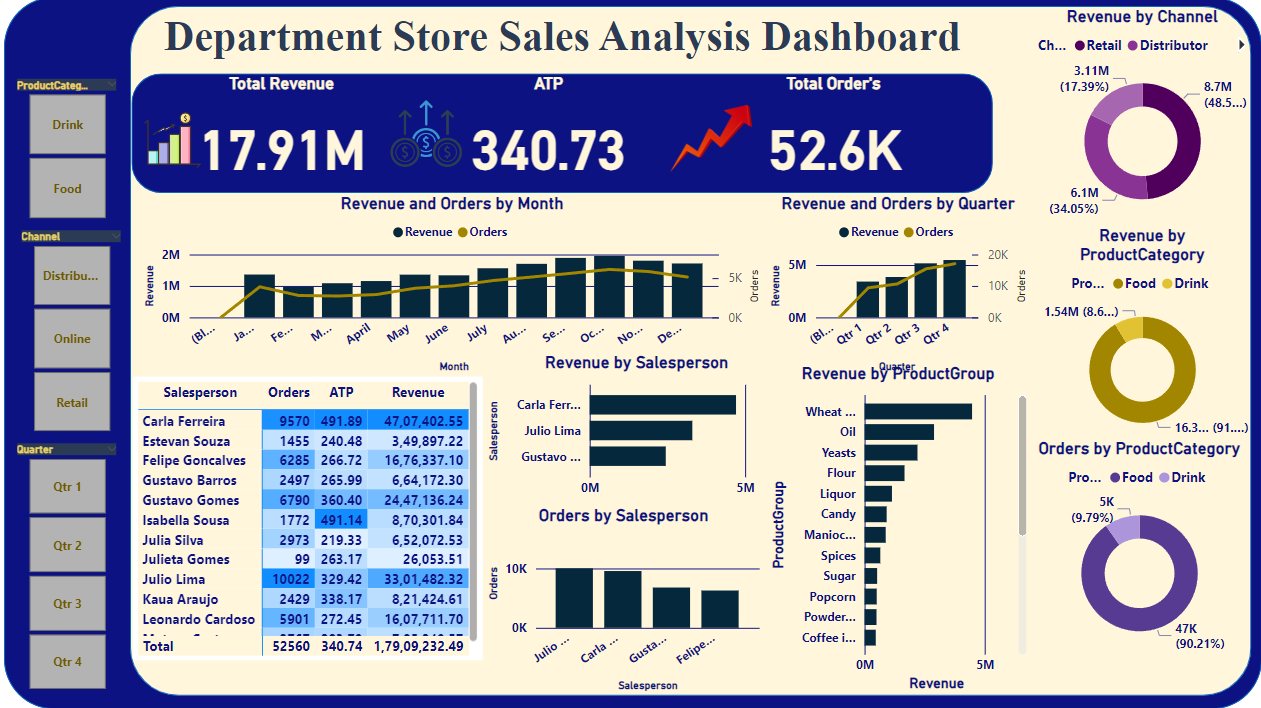 Department Store Sales Analysis Dashboard
ProductCateg...
Drink
Food
Channel
Distribu...
Online
Retail
Quarter
Qtr 1
Qtr 2
Qtr 3
Qtr 4
Total Revenue
17.91M
ATP
340.73
Total Order's
52.6K
Revenue and Orders by Month
Revenue Orders
2M
1M
0M
Revenue
5K
0K
Orders
(Bl... Ja... Fe... M... April May June July Au... Se... Oc... No... De...
Month
Revenue and Orders by Quarter
Revenue Orders
5M
0M
Revenue
20K
10K
0K
Orders
(Bl... Qtr 1 Qtr 2 Qtr 3 Qtr 4
Quarter
Salesperson Orders ATP Revenue
Carla Ferreira 9570 491.89 47,07,402.55
Estevan Souza 1455 240.48 3,49,897.22
Felipe Goncalves 6285 266.72 16,76,337.10
Gustavo Barros 2497 265.99 6,64,172.30
Gustavo Gomes 6790 360.40 24,47,136.24
Isabella Sousa 1772 491.14 8,70,301.84
Julia Silva 2973 219.33 6,52,072.53
Julieta Gomes 99 263.17 26,053.51
Julio Lima 10022 329.42 33,01,482.32
Kaua Araujo 2429 338.17 8,21,424.61
Leonardo Cardoso 5901 272.45 16,07,711.70
Total 52560 340.74 1,79,09,232.49
Revenue by Salesperson
Salesperson
Carla Ferr...
Julio Lima
Gustavo ...
0M 5M
Orders by Salesperson
Orders
10K
0K
Julio ... Carla ... Gusta... Felipe...
Salesperson
Revenue by ProductGroup
ProductGroup
Wheat ...
Oil
Yeasts
Flour
Liquor
Candy
Manioc...
Spices
Sugar
Popcorn
Powder...
Coffee i...
0M 5M
Revenue
Revenue by Channel
Ch... Retail Distributor
3.11M
(17.39%)
8.7M
(48.5...)
6.1M
(34.05%)
Revenue by
ProductCategory
Pro... Food Drink
1.54M (8.6...)
16.3... (91....)
Orders by ProductCategory
Pro... Food Drink
5K
(9.79%)
47K
(90.21%)